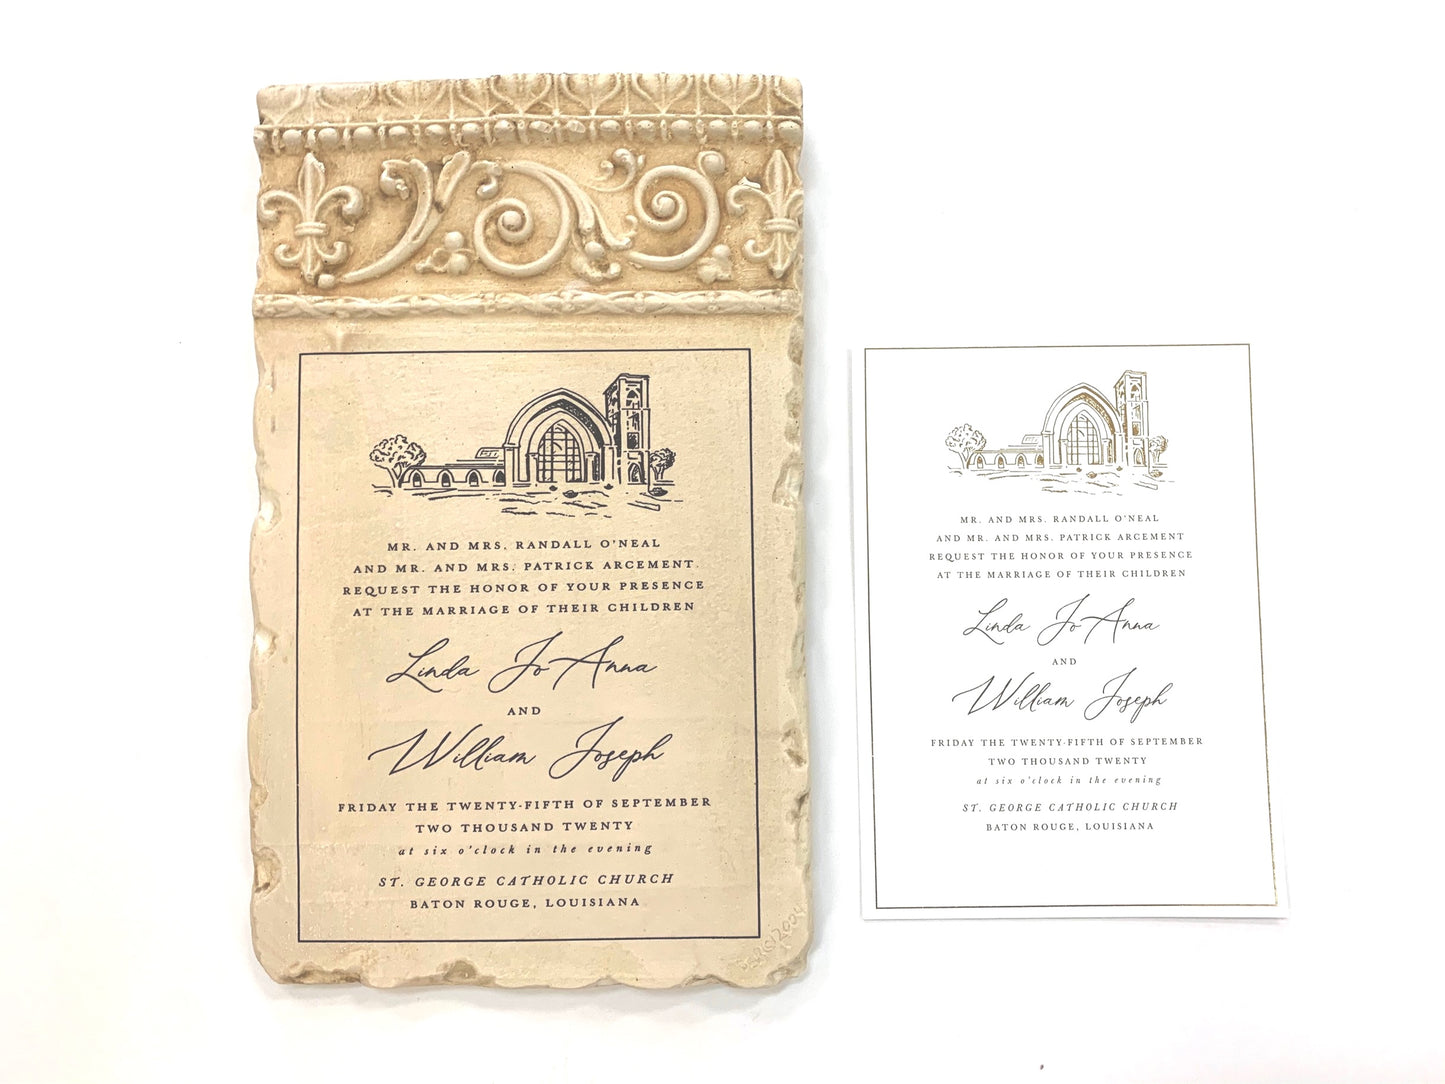 MR. AND MRS. RANDALL O'NEAL
AND MR. AND MRS. PATRICK ARCEMENT
REQUEST THE HONOR OF YOUR PRESENCE
AT THE MARRIAGE OF THEIR CHILDREN
Linda Jo Anna
AND
William Joseph
FRIDAY THE TWENTY-FIFTH OF SEPTEMBER
TWO THOUSAND TWENTY
at six o'clock in the evening
ST. GEORGE CATHOLIC CHURCH
BATON ROUGE, LOUISIANA
MR. AND MRS. RANDALL O'NEAL
AND MR. AND MRS. PATRICK ARCEMENT
REQUEST THE HONOR OF YOUR PRESENCE
AT THE MARRIAGE OF THEIR CHILDREN
Linda Jo Anna
AND
William Joseph
FRIDAY THE TWENTY-FIFTH OF SEPTEMBER
TWO THOUSAND TWENTY
at six o'clock in the evening
ST. GEORGE CATHOLIC CHURCH
BATON ROUGE, LOUISIANA